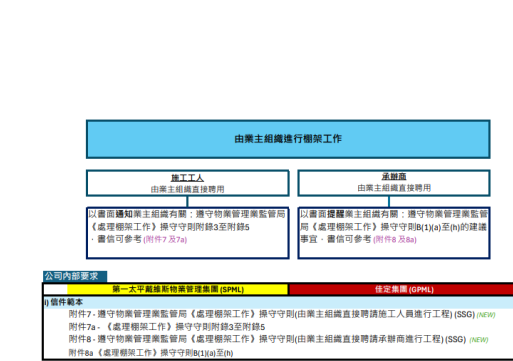 由業主組織進行棚架工作
施工工人
由業主組織直接聘用
承辦商
由業主組織直接聘用
以書面通知業主組織有關：遵守物業管理業監管局
《處理棚架工作》操守守則附錄3至附錄5
，書信可參考(附件7 及7a)
以書面提醒業主組織有關：遵守物業管理業監管
局《處理棚架工作》操守守則B(1)(a)至(h)的建議
事宜，書信可參考(附件8 及8a)
公司內部要求
第一太平戴維斯物業管理集團 (SPML)
佳定集團 (GPML)
i) 信件範本
附件7 - 遵守物業管理業監管局《處理棚架工作》操守守則(由業主組織直接聘請施工人員進行工程) (SSG) (NEW)
附件7a - 《處理棚架工作》操守守則附錄3至附錄5
附件8 - 遵守物業管理業監管局《處理棚架工作》操守守則(由業主組織直接聘請承辦商進行工程) (SSG) (NEW)
附件8a 《處理棚架工作》操守守則B(1)(a)至(h)